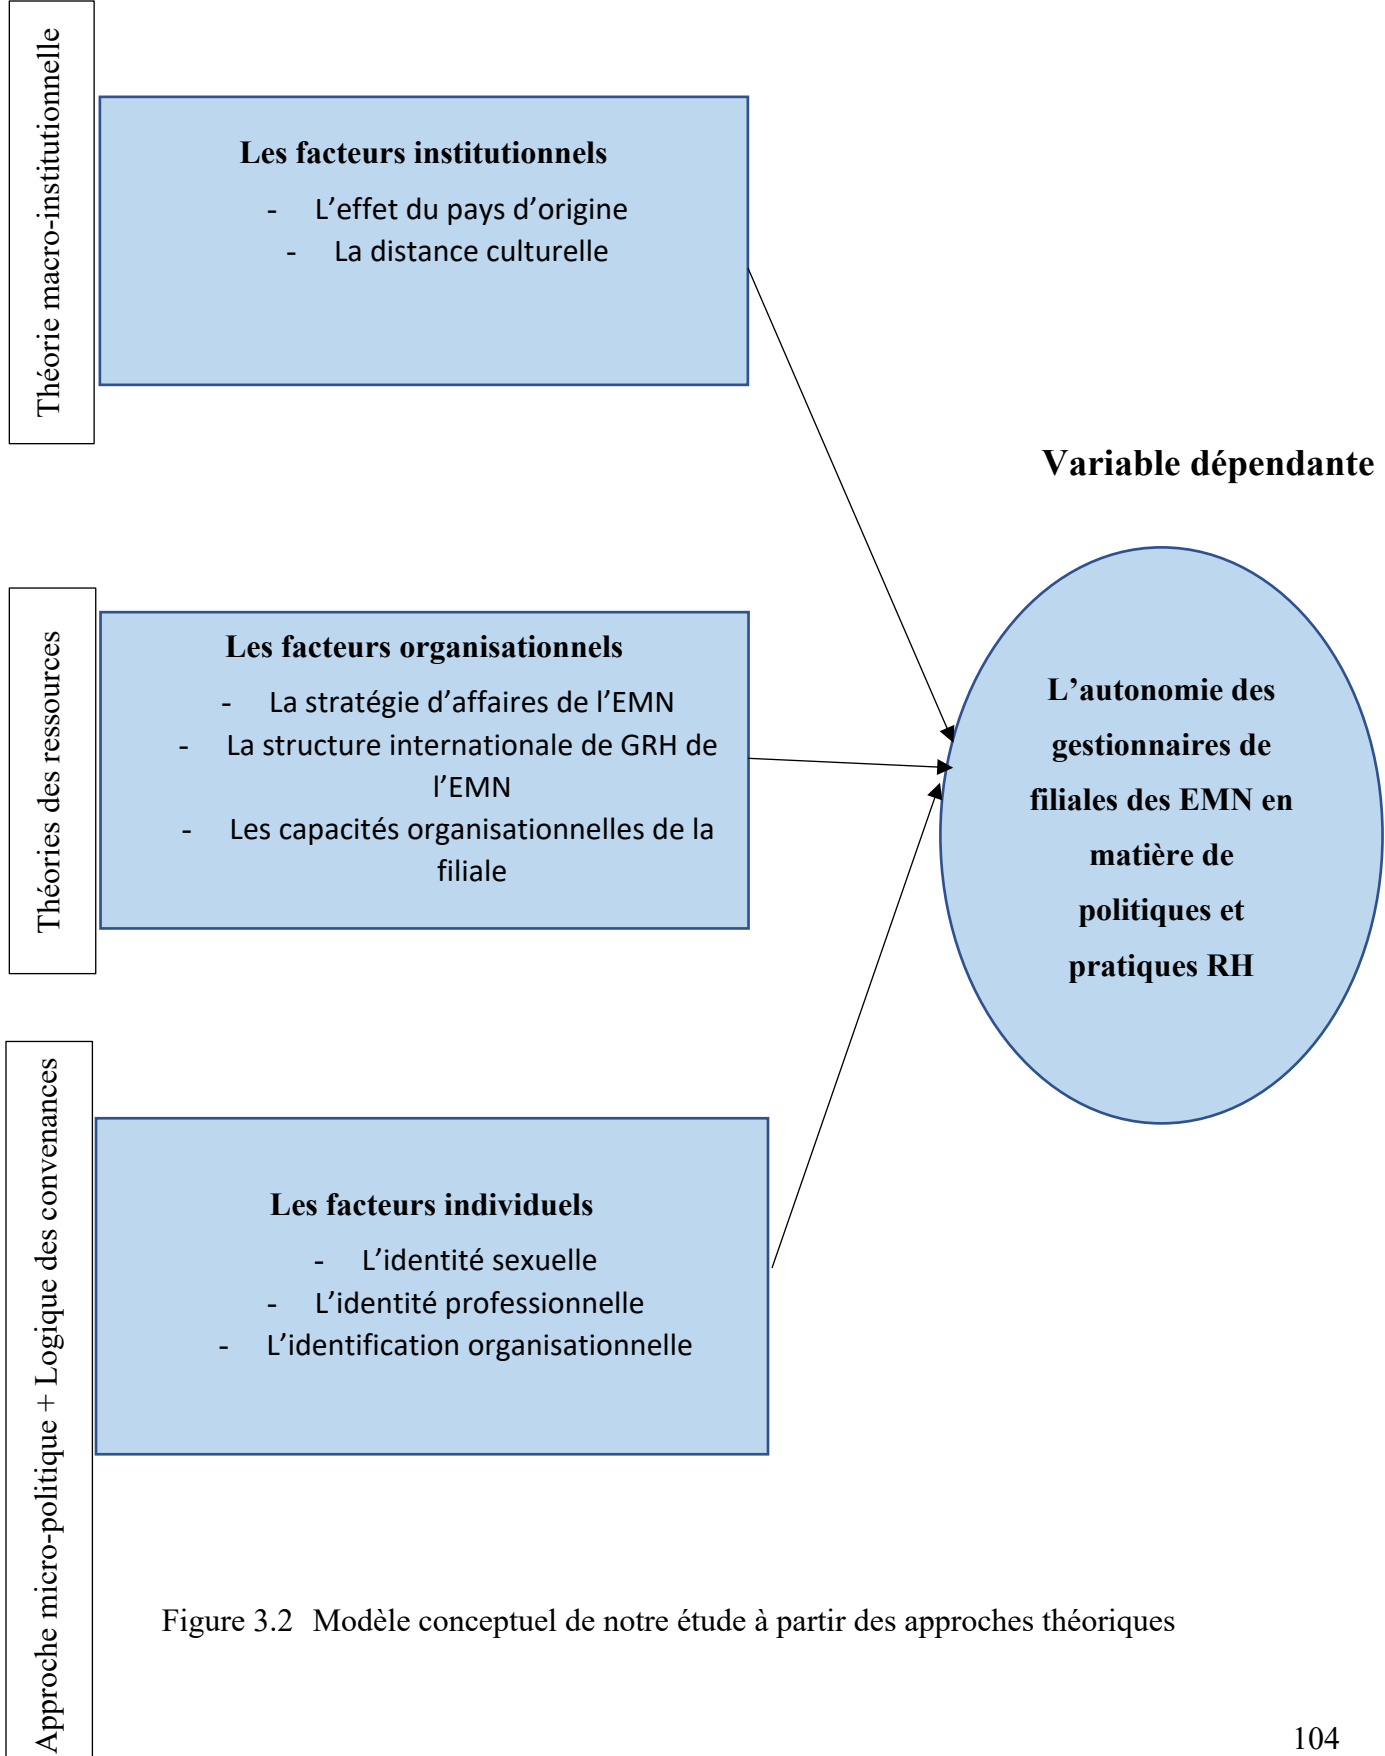 Théorie macro-institutionnelle
Les facteurs institutionnels
- L’effet du pays d’origine
- La distance culturelle
Variable dépendante
Théories des ressources
Les facteurs organisationnels
- La stratégie d’affaires de l’EMN
- La structure internationale de GRH de
l’EMN
- Les capacités organisationnelles de la
filiale
L’autonomie des
gestionnaires de
filiales des EMN en
matière de
politiques et
pratiques RH
Approche micro-politique + Logique des convenances
Les facteurs individuels
- L’identité sexuelle
- L’identité professionnelle
- L’identification organisationnelle
Figure 3.2 Modèle conceptuel de notre étude à partir des approches théoriques
104